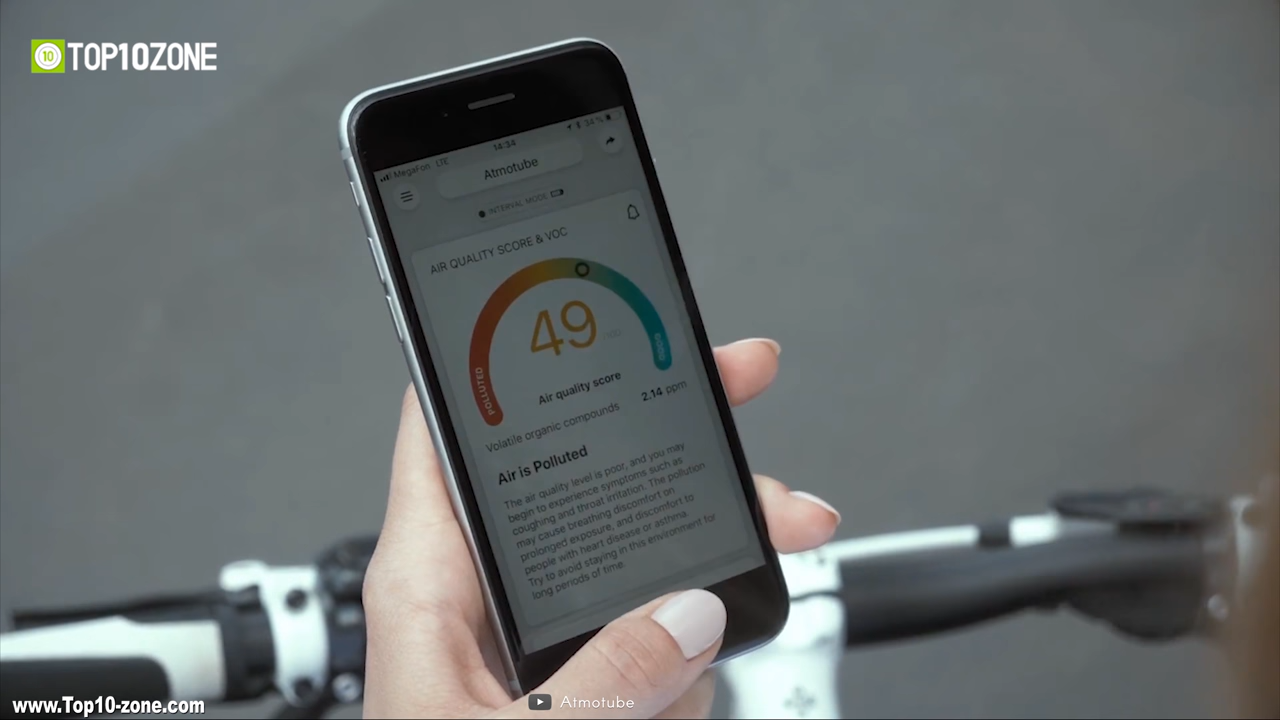 10 TOP10ZONE
MegaFon LTE 14:34 34 %
Atmotube
INTERVAL MODE
AIR QUALITY SCORE & VOC
49
POLLUTED
GOOD
Air quality score
Volatile organic compounds 2.14 ppm
Air is Polluted
The air quality level is poor, and you may
begin to experience symptoms such as
coughing and throat irritation. The pollution
may cause breathing discomfort on
prolonged exposure, and discomfort to
people with heart disease or asthma.
Try to avoid staying in this environment for
long periods of time.
www.Top10-zone.com
Atmotube